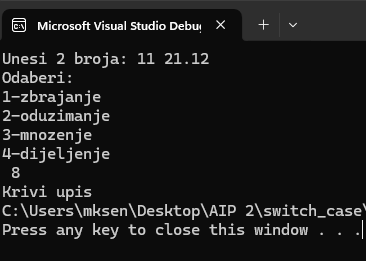 Microsoft Visual Studio Debug
Unesi 2 broja: 11 21.12
Odaberi:
1-zbrajanje
2-oduzimanje
3-mnozenje
4-dijeljenje
8
Krivi upis
C:\Users\mksen\Desktop\AIP 2\switch_case\
Press any key to close this window . . .